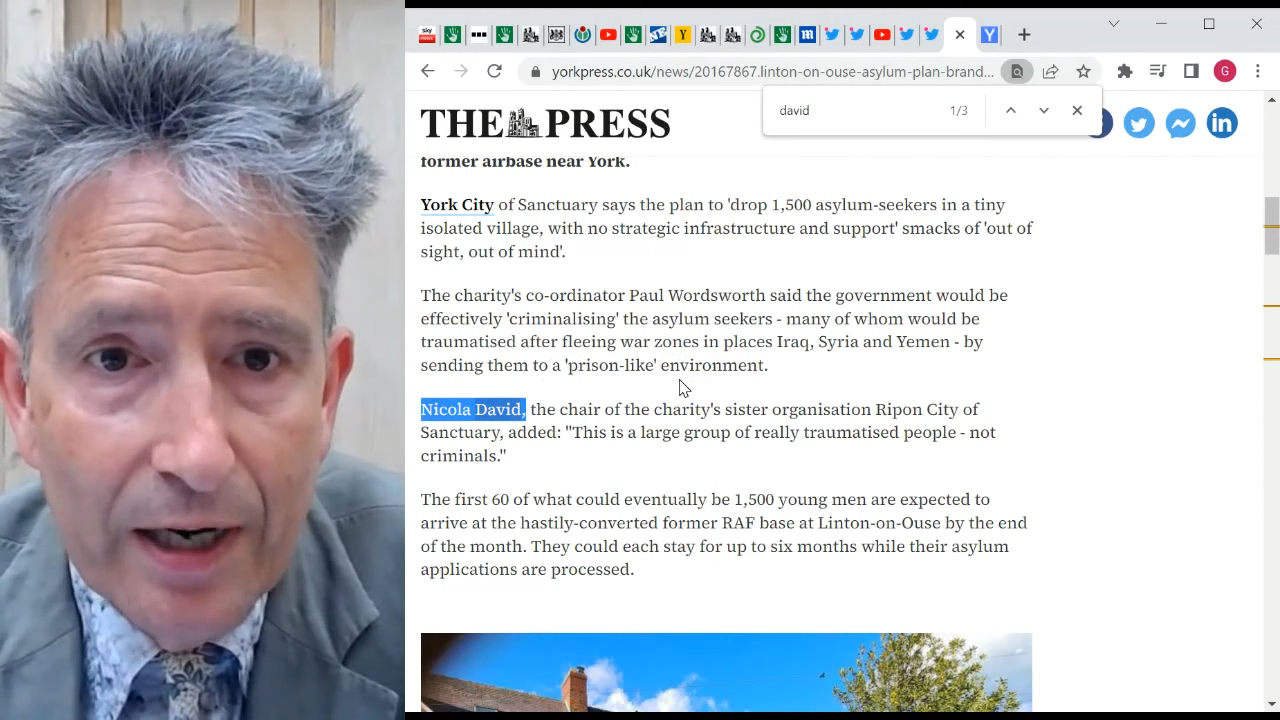 sky news
yorkpress.co.uk/news/20167867.linton-on-ouse-asylum-plan-brand...
G
david
1/3
THE PRESS
in
former airbase near York.
York City of Sanctuary says the plan to 'drop 1,500 asylum-seekers in a tiny
isolated village, with no strategic infrastructure and support' smacks of 'out of
sight, out of mind'.
The charity's co-ordinator Paul Wordsworth said the government would be
effectively 'criminalising' the asylum seekers - many of whom would be
traumatised after fleeing war zones in places Iraq, Syria and Yemen - by
sending them to a 'prison-like' environment.
Nicola David, the chair of the charity's sister organisation Ripon City of
Sanctuary, added: "This is a large group of really traumatised people - not
criminals."
The first 60 of what could eventually be 1,500 young men are expected to
arrive at the hastily-converted former RAF base at Linton-on-Ouse by the end
of the month. They could each stay for up to six months while their asylum
applications are processed.